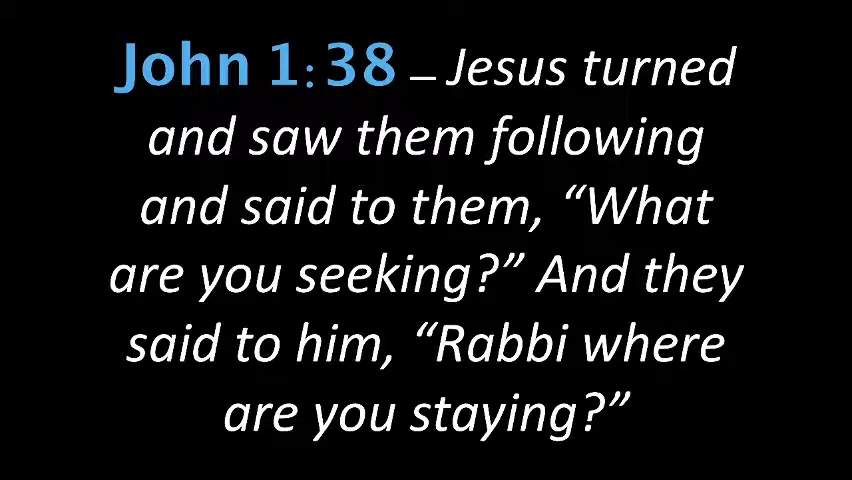 John 1:38 – Jesus turned
and saw them following
and said to them, “What
are you seeking?” And they
said to him, “Rabbi where
are you staying?”